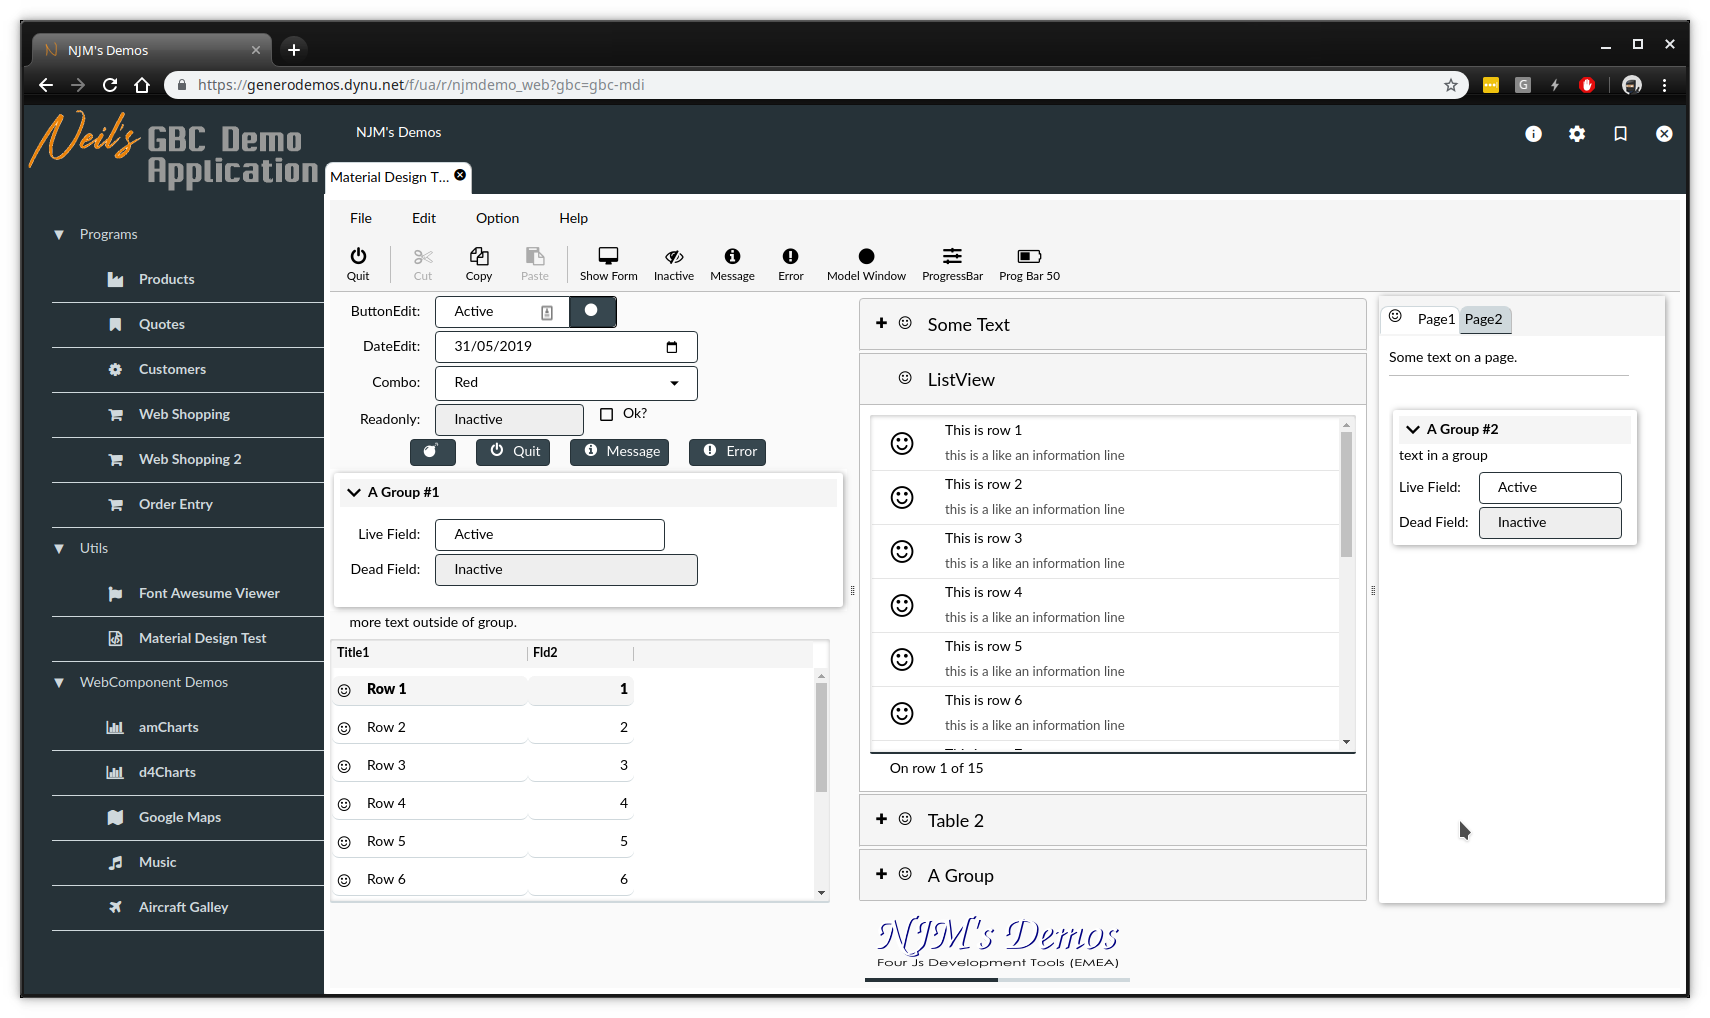 NJM's Demos
https://generodemos.dynu.net/f/ua/r/njmdemo_web?gbc=gbc-mdi
Neil's GBC Demo
Application
NJM's Demos
Material Design T...
Programs
Products
Quotes
Customers
Web Shopping
Web Shopping 2
Order Entry
Utils
Font Awesume Viewer
Material Design Test
WebComponent Demos
amCharts
d4Charts
Google Maps
Music
Aircraft Galley
File Edit Option Help
Quit Cut Copy Paste Show Form Inactive Message Error Model Window ProgressBar Prog Bar 50
ButtonEdit: Active
DateEdit: 31/05/2019
Combo: Red
Readonly: Inactive Ok?
Quit Message Error
A Group #1
Live Field: Active
Dead Field: Inactive
more text outside of group.
Title1 Fld2
Row 1 1
Row 2 2
Row 3 3
Row 4 4
Row 5 5
Row 6 6
Some Text
ListView
This is row 1
this is a like an information line
This is row 2
this is a like an information line
This is row 3
this is a like an information line
This is row 4
this is a like an information line
This is row 5
this is a like an information line
This is row 6
this is a like an information line
On row 1 of 15
Table 2
A Group
NJM's Demos
Four Js Development Tools (EMEA)
Page1 Page2
Some text on a page.
A Group #2
text in a group
Live Field: Active
Dead Field: Inactive